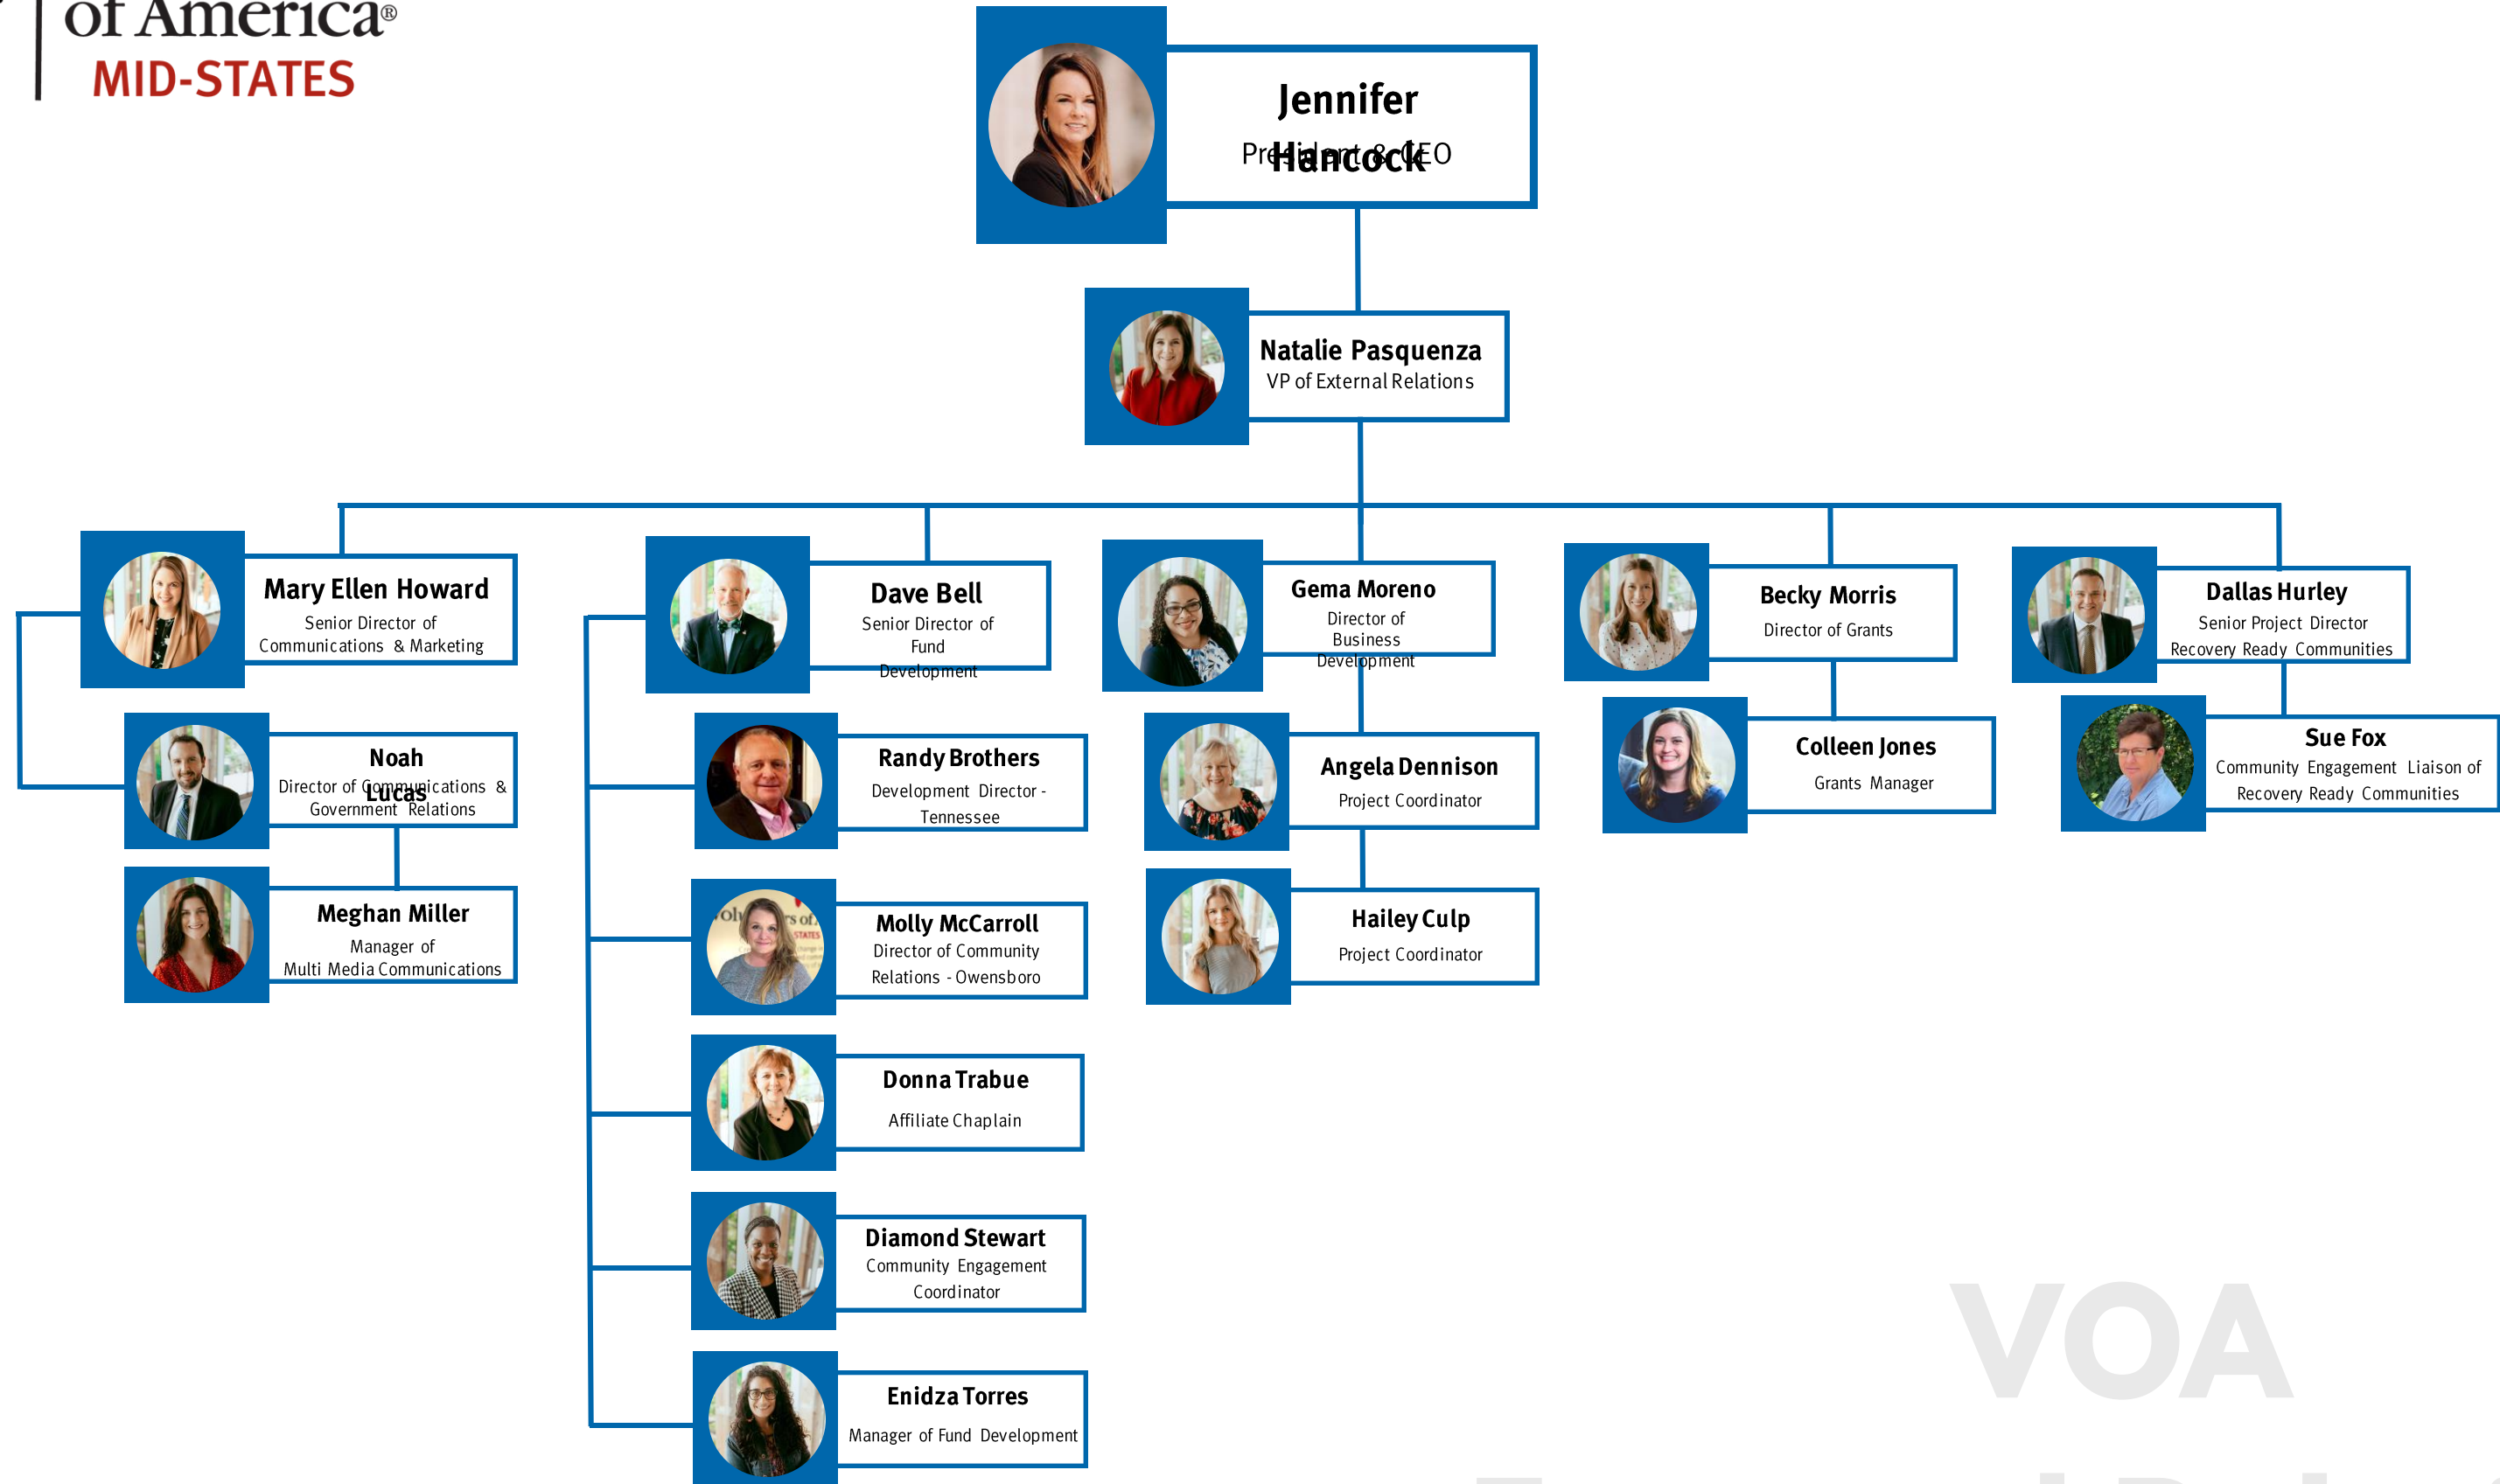 of America®
MID-STATES
Jennifer
Hancock
President & CEO
Natalie Pasquenza
VP of External Relations
Mary Ellen Howard
Senior Director of
Communications & Marketing
Noah
Lucas
Director of Communications &
Government Relations
Meghan Miller
Manager of
Multi Media Communications
Dave Bell
Senior Director of
Fund
Development
Randy Brothers
Development Director -
Tennessee
Molly McCarroll
Director of Community
Relations - Owensboro
Donna Trabue
Affiliate Chaplain
Diamond Stewart
Community Engagement
Coordinator
Enidza Torres
Manager of Fund Development
Gema Moreno
Director of
Business
Development
Angela Dennison
Project Coordinator
Hailey Culp
Project Coordinator
Becky Morris
Director of Grants
Colleen Jones
Grants Manager
Dallas Hurley
Senior Project Director
Recovery Ready Communities
Sue Fox
Community Engagement Liaison of
Recovery Ready Communities
VOA